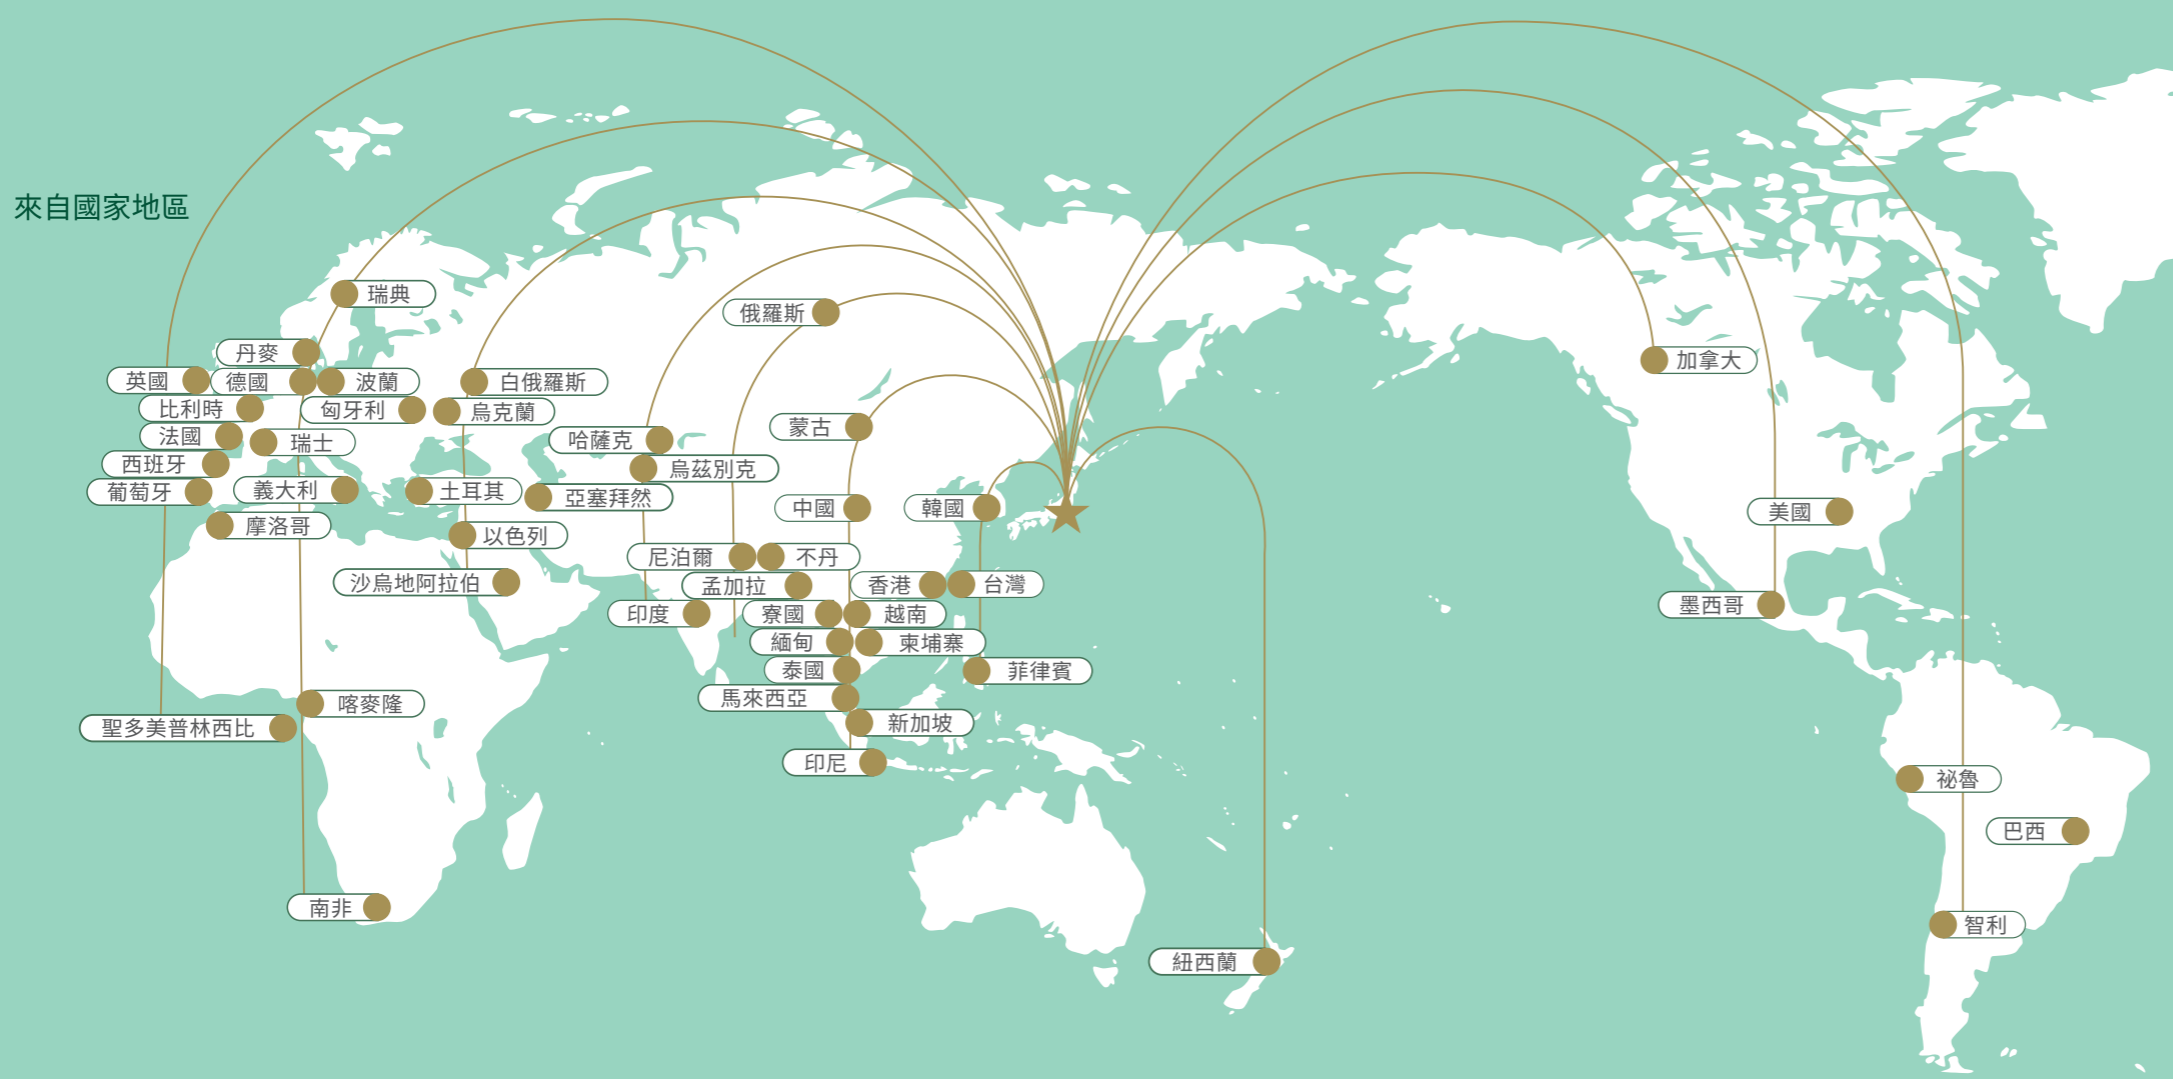 來自國家地區
瑞典
俄羅斯
丹麥
加拿大
英國
德國
波蘭
白俄羅斯
比利時
匈牙利
烏克蘭
蒙古
法國
瑞士
哈薩克
西班牙
烏茲別克
葡萄牙
義大利
土耳其
亞塞拜然
中國
韓國
美國
摩洛哥
以色列
尼泊爾
不丹
沙烏地阿拉伯
孟加拉
香港
台灣
印度
寮國
越南
墨西哥
緬甸
柬埔寨
泰國
菲律賓
馬來西亞
喀麥隆
新加坡
聖多美普林西比
印尼
祕魯
巴西
南非
智利
紐西蘭